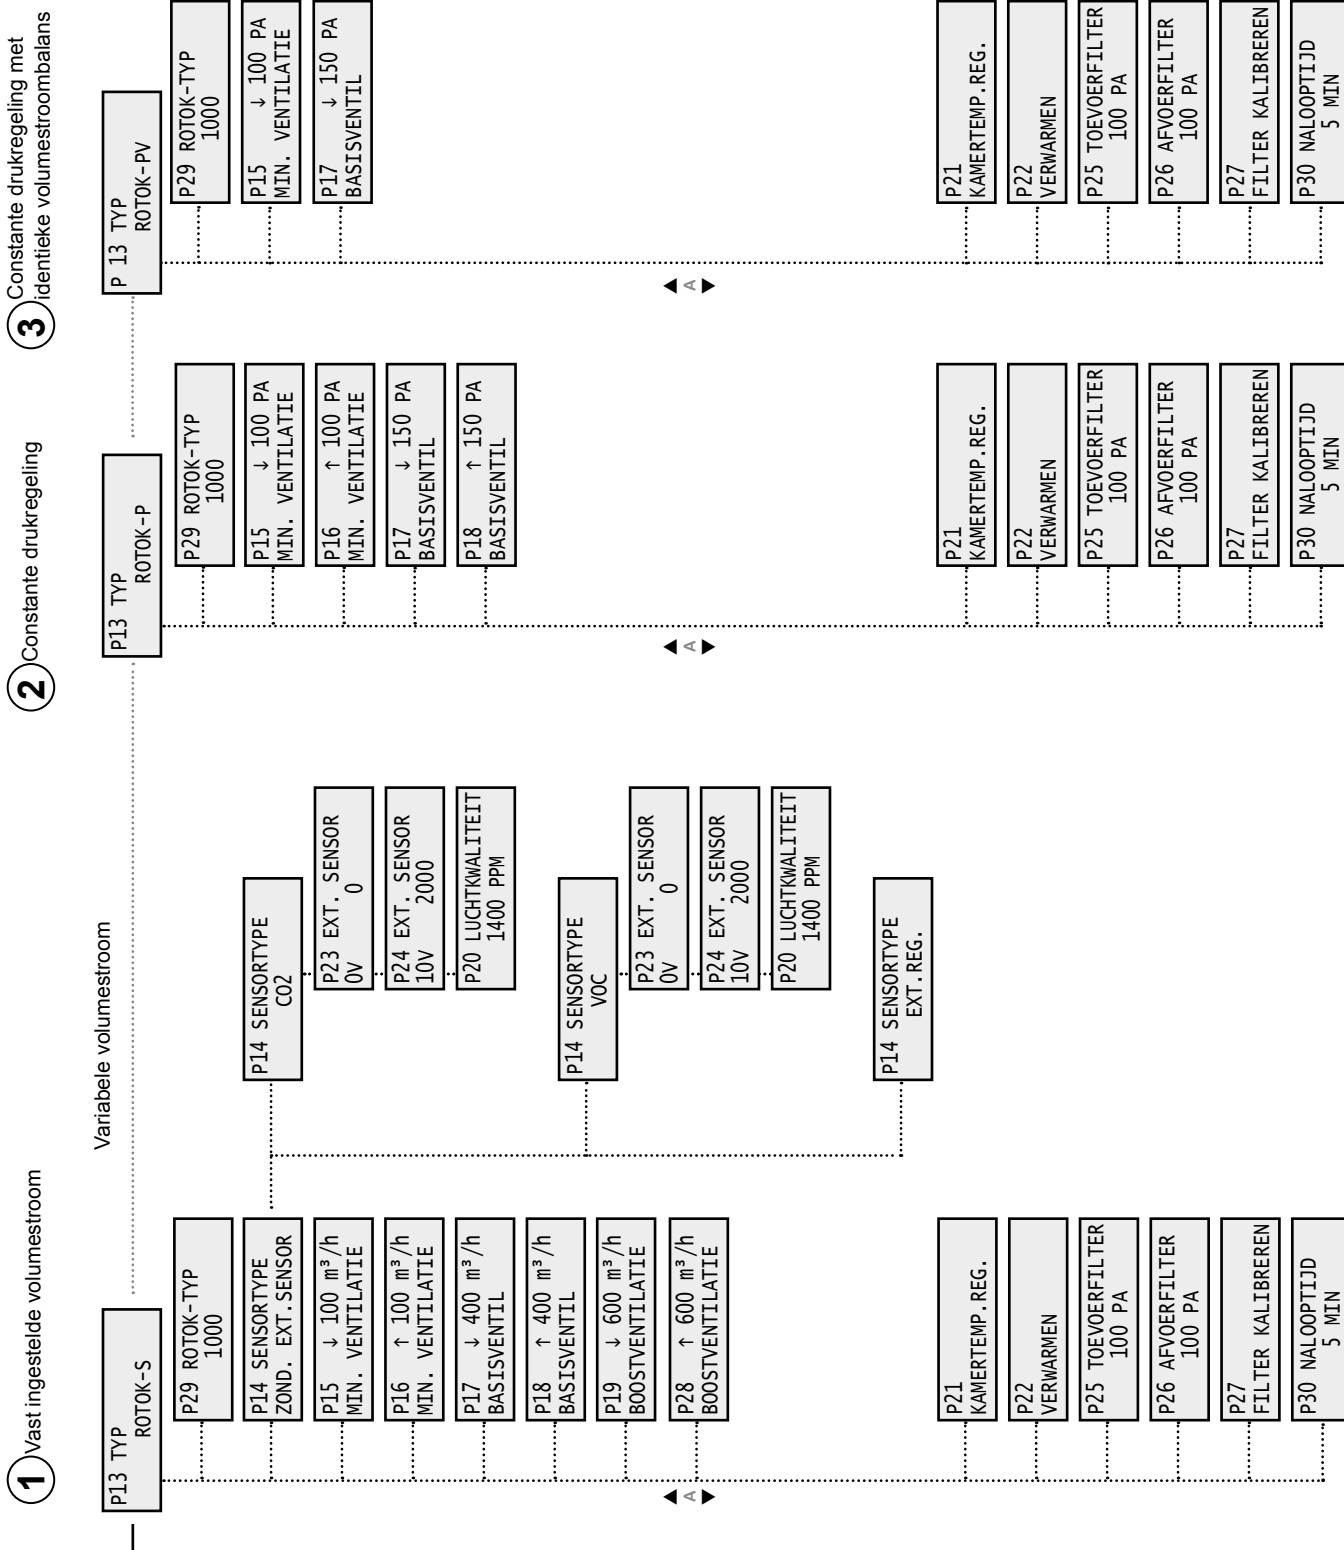 1 Vast ingestelde volumestroom
P13 TYP
ROTOK-S
P29 ROTOK-TYP
1000
P14 SENSORTYPE
ZOND. EXT.SENSOR
P15 ↓ 100 m³/h
MIN. VENTILATIE
P16 ↑ 100 m³/h
MIN. VENTILATIE
P17 ↓ 400 m³/h
BASISVENTIL
P18 ↑ 400 m³/h
BASISVENTIL
P19 ↓ 600 m³/h
BOOSTVENTILATIE
P28 ↑ 600 m³/h
BOOSTVENTILATIE
▲ A ▼
P21
KAMERTEMP.REG.
P22
VERWARMEN
P25 TOEVOERFILTER
100 PA
P26 AFVOERFILTER
100 PA
P27
FILTER KALIBREREN
P30 NALOOPTIJD
5 MIN
Variabele volumestroom
P14 SENSORTYPE
CO2
P23 EXT. SENSOR
0V 0
P24 EXT. SENSOR
10V 2000
P20 LUCHTKWALITEIT
1400 PPM
P14 SENSORTYPE
VOC
P23 EXT. SENSOR
0V 0
P24 EXT. SENSOR
10V 2000
P20 LUCHTKWALITEIT
1400 PPM
P14 SENSORTYPE
EXT.REG.
2 Constante drukregeling
P13 TYP
ROTOK-P
P29 ROTOK-TYP
1000
P15 ↓ 100 PA
MIN. VENTILATIE
P16 ↑ 100 PA
MIN. VENTILATIE
P17 ↓ 150 PA
BASISVENTIL
P18 ↑ 150 PA
BASISVENTIL
▲ A ▼
P21
KAMERTEMP.REG.
P22
VERWARMEN
P25 TOEVOERFILTER
100 PA
P26 AFVOERFILTER
100 PA
P27
FILTER KALIBREREN
P30 NALOOPTIJD
5 MIN
3 Constante drukregeling met
identieke volumestroombalans
P 13 TYP
ROTOK-PV
P29 ROTOK-TYP
1000
P15 ↓ 100 PA
MIN. VENTILATIE
P17 ↓ 150 PA
BASISVENTIL
▲ A ▼
P21
KAMERTEMP.REG.
P22
VERWARMEN
P25 TOEVOERFILTER
100 PA
P26 AFVOERFILTER
100 PA
P27
FILTER KALIBREREN
P30 NALOOPTIJD
5 MIN